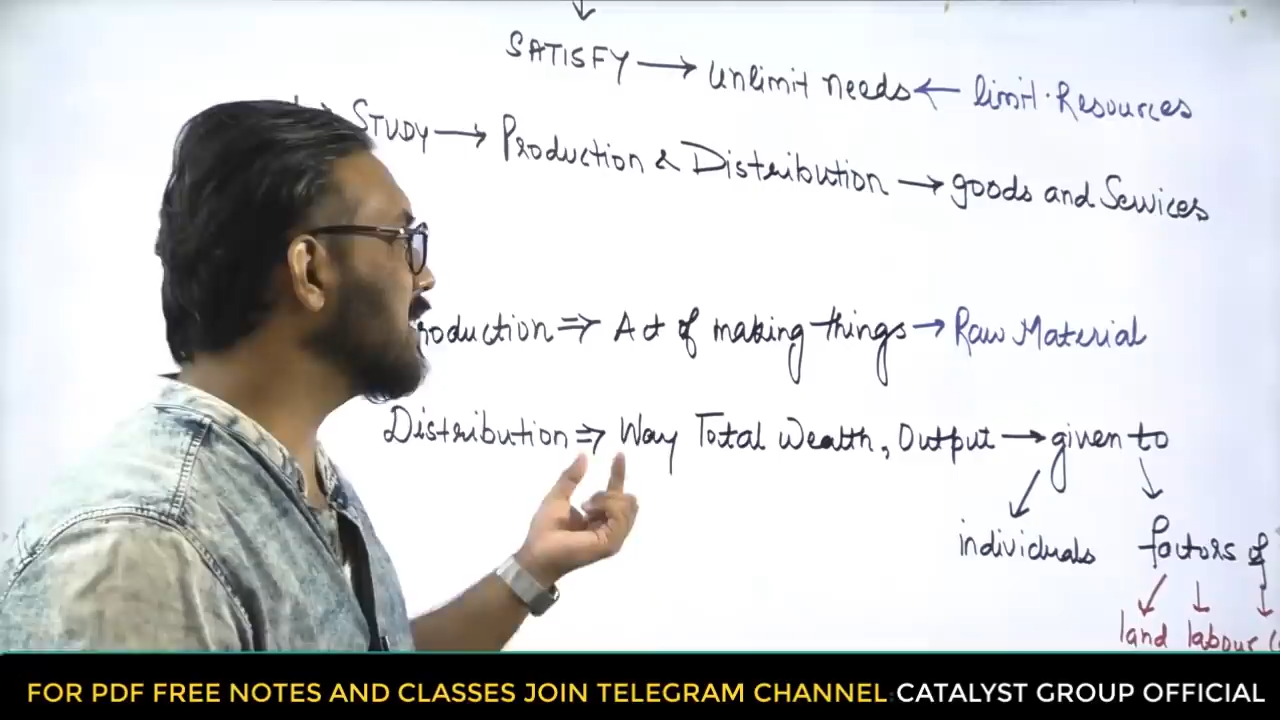 SATISFY → Unlimit needs ← limit. Resources
STUDY → Production & Distribution → goods and Services
roduction ⇒ Act of making things → Raw Material
Distribution ⇒ Way Total Wealth, Output → given to
individuals factors of
land labour (
FOR PDF FREE NOTES AND CLASSES JOIN TELEGRAM CHANNEL: CATALYST GROUP OFFICIAL